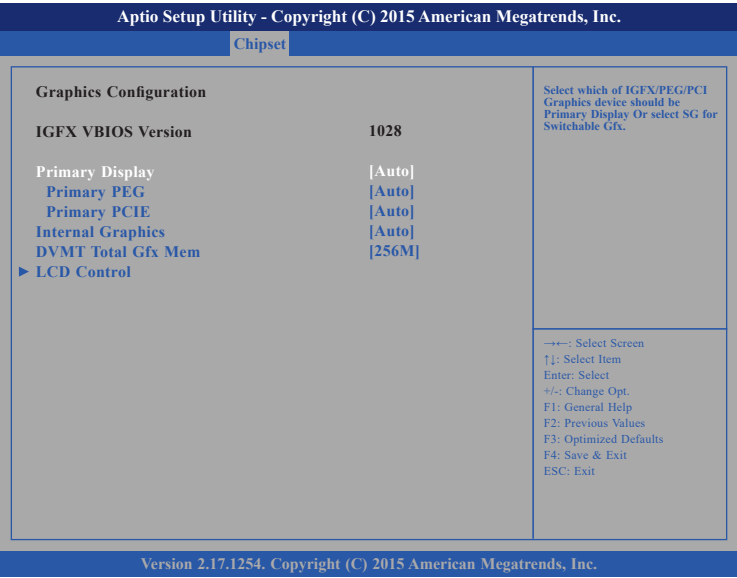 Aptio Setup Utility - Copyright (C) 2015 American Megatrends, Inc.
Chipset
Graphics Configuration
IGFX VBIOS Version 1028
Primary Display [Auto]
Primary PEG [Auto]
Primary PCIE [Auto]
Internal Graphics [Auto]
DVMT Total Gfx Mem [256M]
► LCD Control
Select which of IGFX/PEG/PCI
Graphics device should be
Primary Display Or select SG for
Switchable Gfx.
→←: Select Screen
↑↓: Select Item
Enter: Select
+/-: Change Opt.
F1: General Help
F2: Previous Values
F3: Optimized Defaults
F4: Save & Exit
ESC: Exit
Version 2.17.1254. Copyright (C) 2015 American Megatrends, Inc.